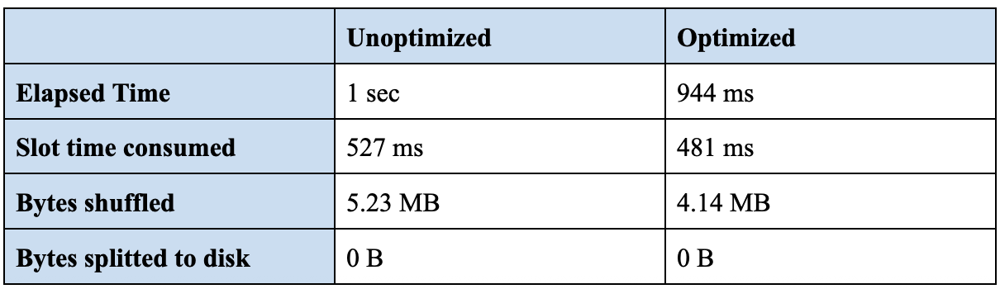 Unoptimized Optimized
Elapsed Time 1 sec 944 ms
Slot time consumed 527 ms 481 ms
Bytes shuffled 5.23 MB 4.14 MB
Bytes splitted to disk 0 B 0 B